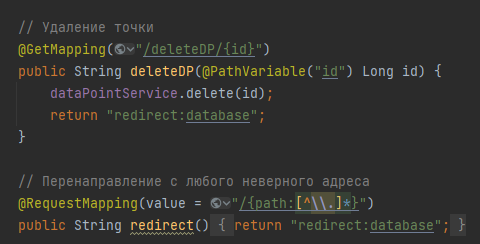 // Удаление точки
@GetMapping("/deleteDP/{id}")
public String deleteDP(@PathVariable("id") Long id) {
dataPointService.delete(id);
return "redirect:database";
}
// Перенаправление с любого неверного адреса
@RequestMapping(value = "/{path:[^\\.]*}")
public String redirect() { return "redirect:database"; }